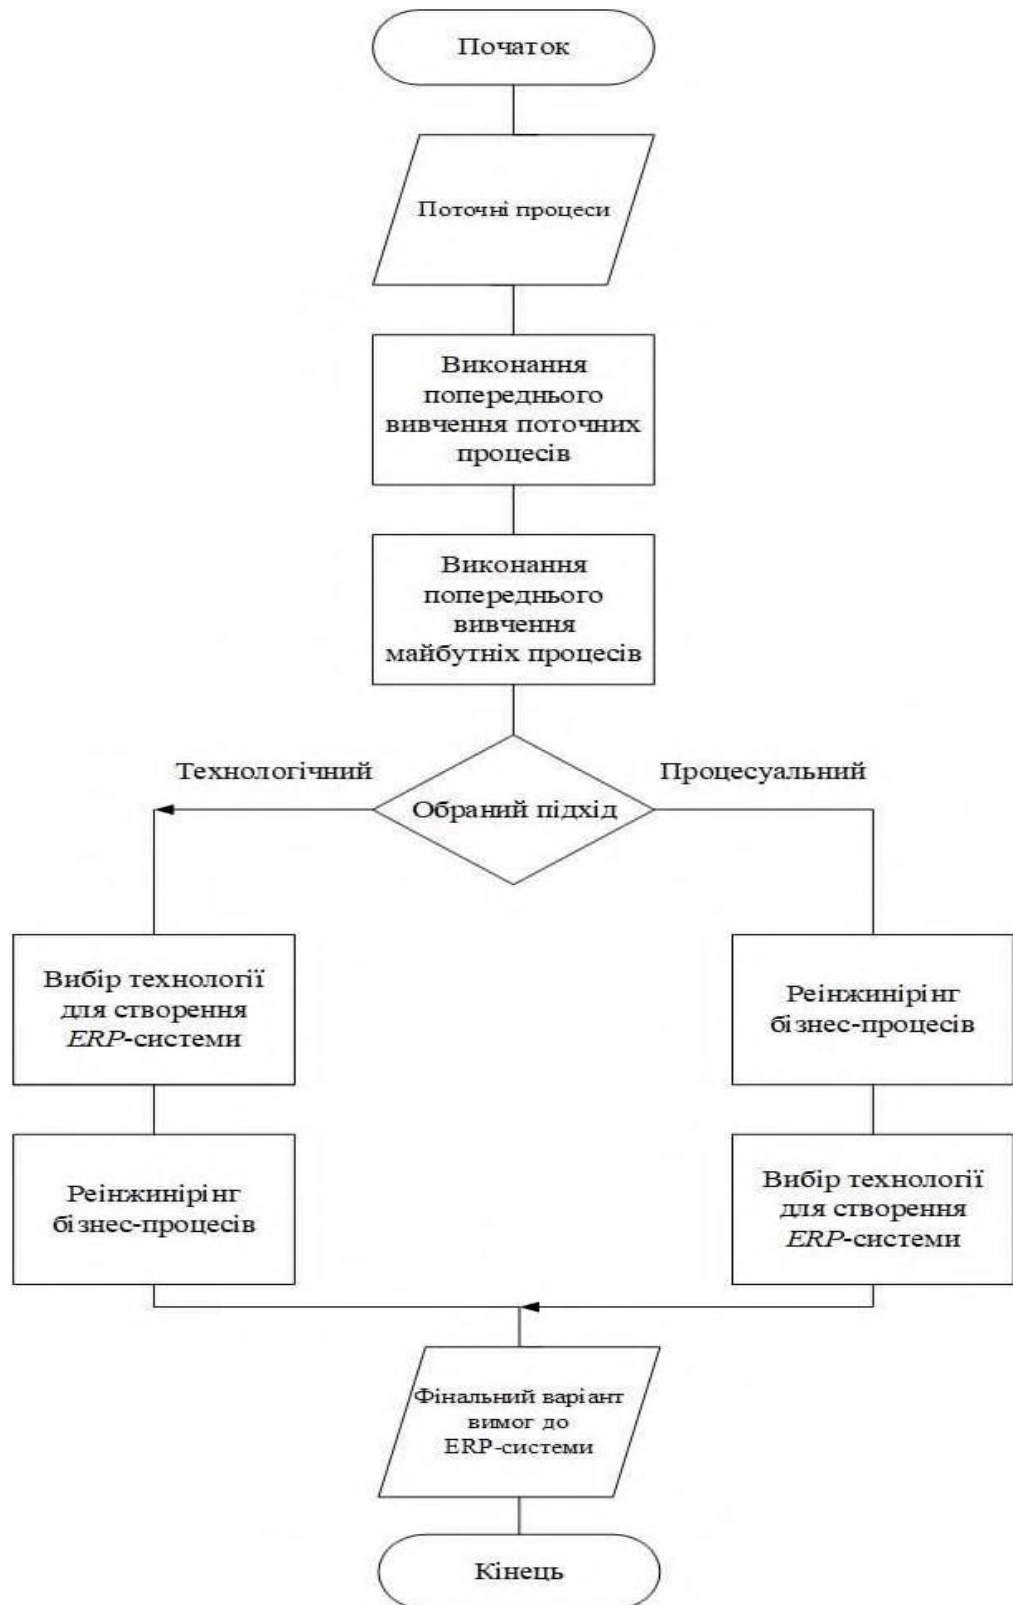 Початок
Поточні процеси
Виконання
попереднього
вивчення поточних
процесів
Виконання
попереднього
вивчення
майбутніх процесів
Технологічний
Процесуальний
Обраний підхід
Вибір технології
для створення
ERP-системи
Реінжинірінг
бізнес-процесів
Реінжинірінг
бізнес-процесів
Вибір технології
для створення
ERP-системи
Фінальний варіант
вимог до
ERP-системи
Кінець